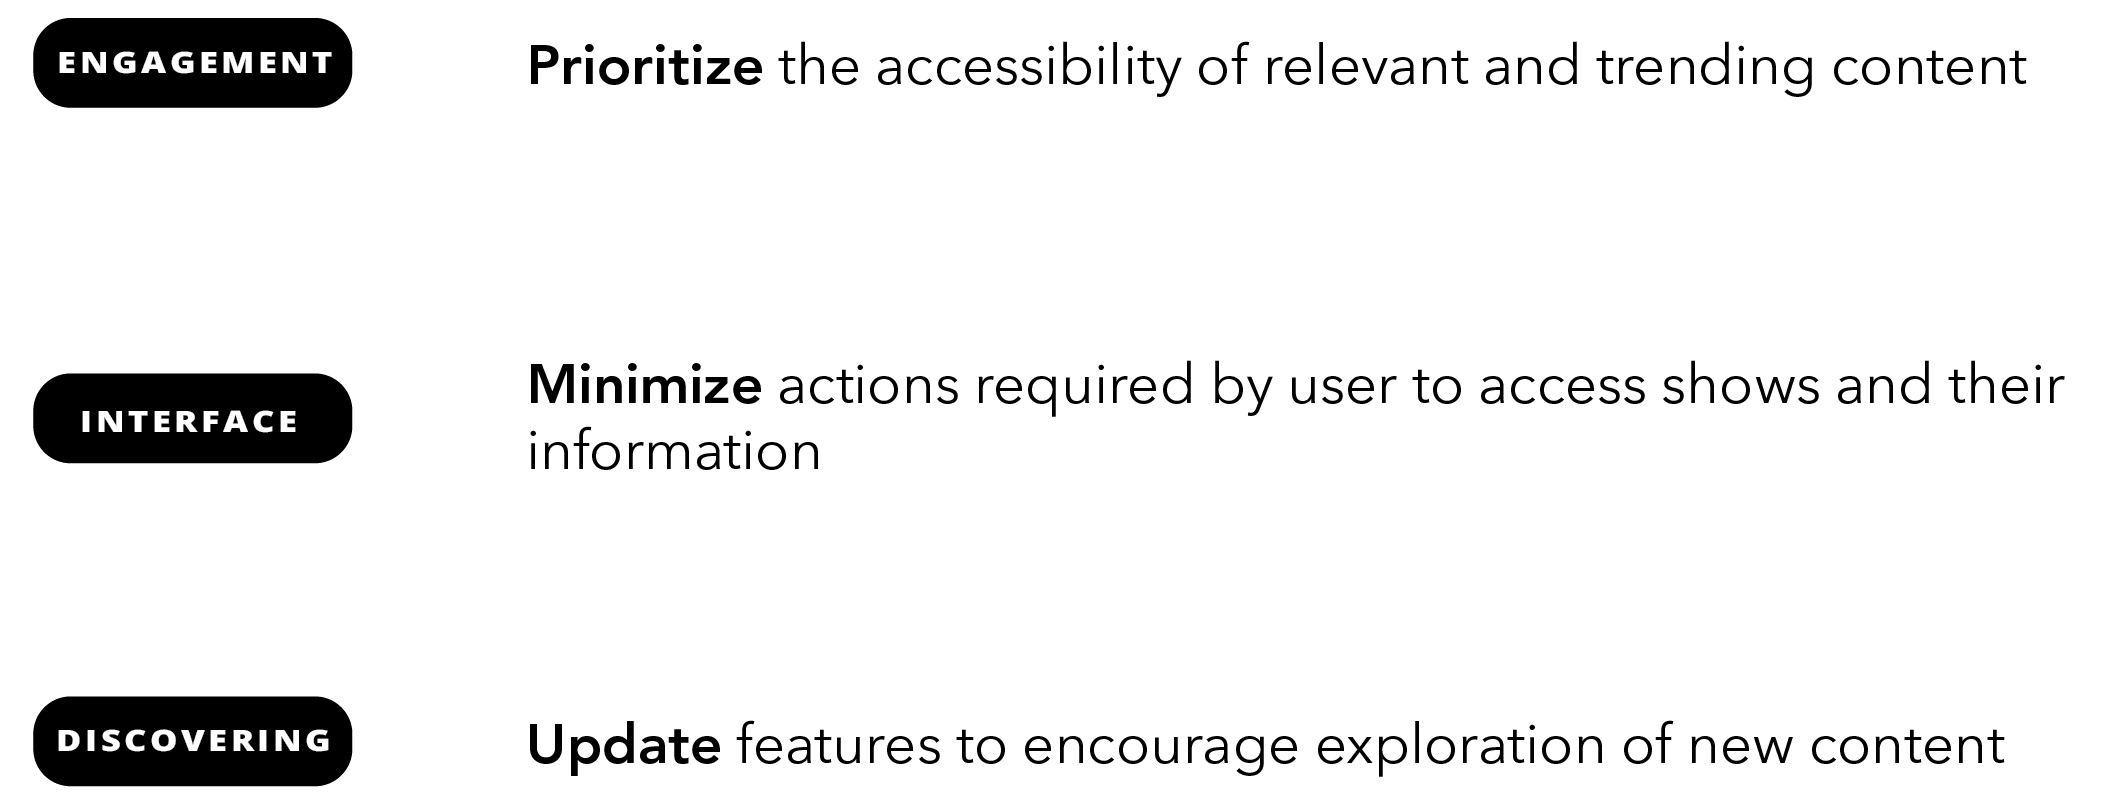 ENGAGEMENT
Prioritize the accessibility of relevant and trending content
INTERFACE
Minimize actions required by user to access shows and their
information
DISCOVERING
Update features to encourage exploration of new content